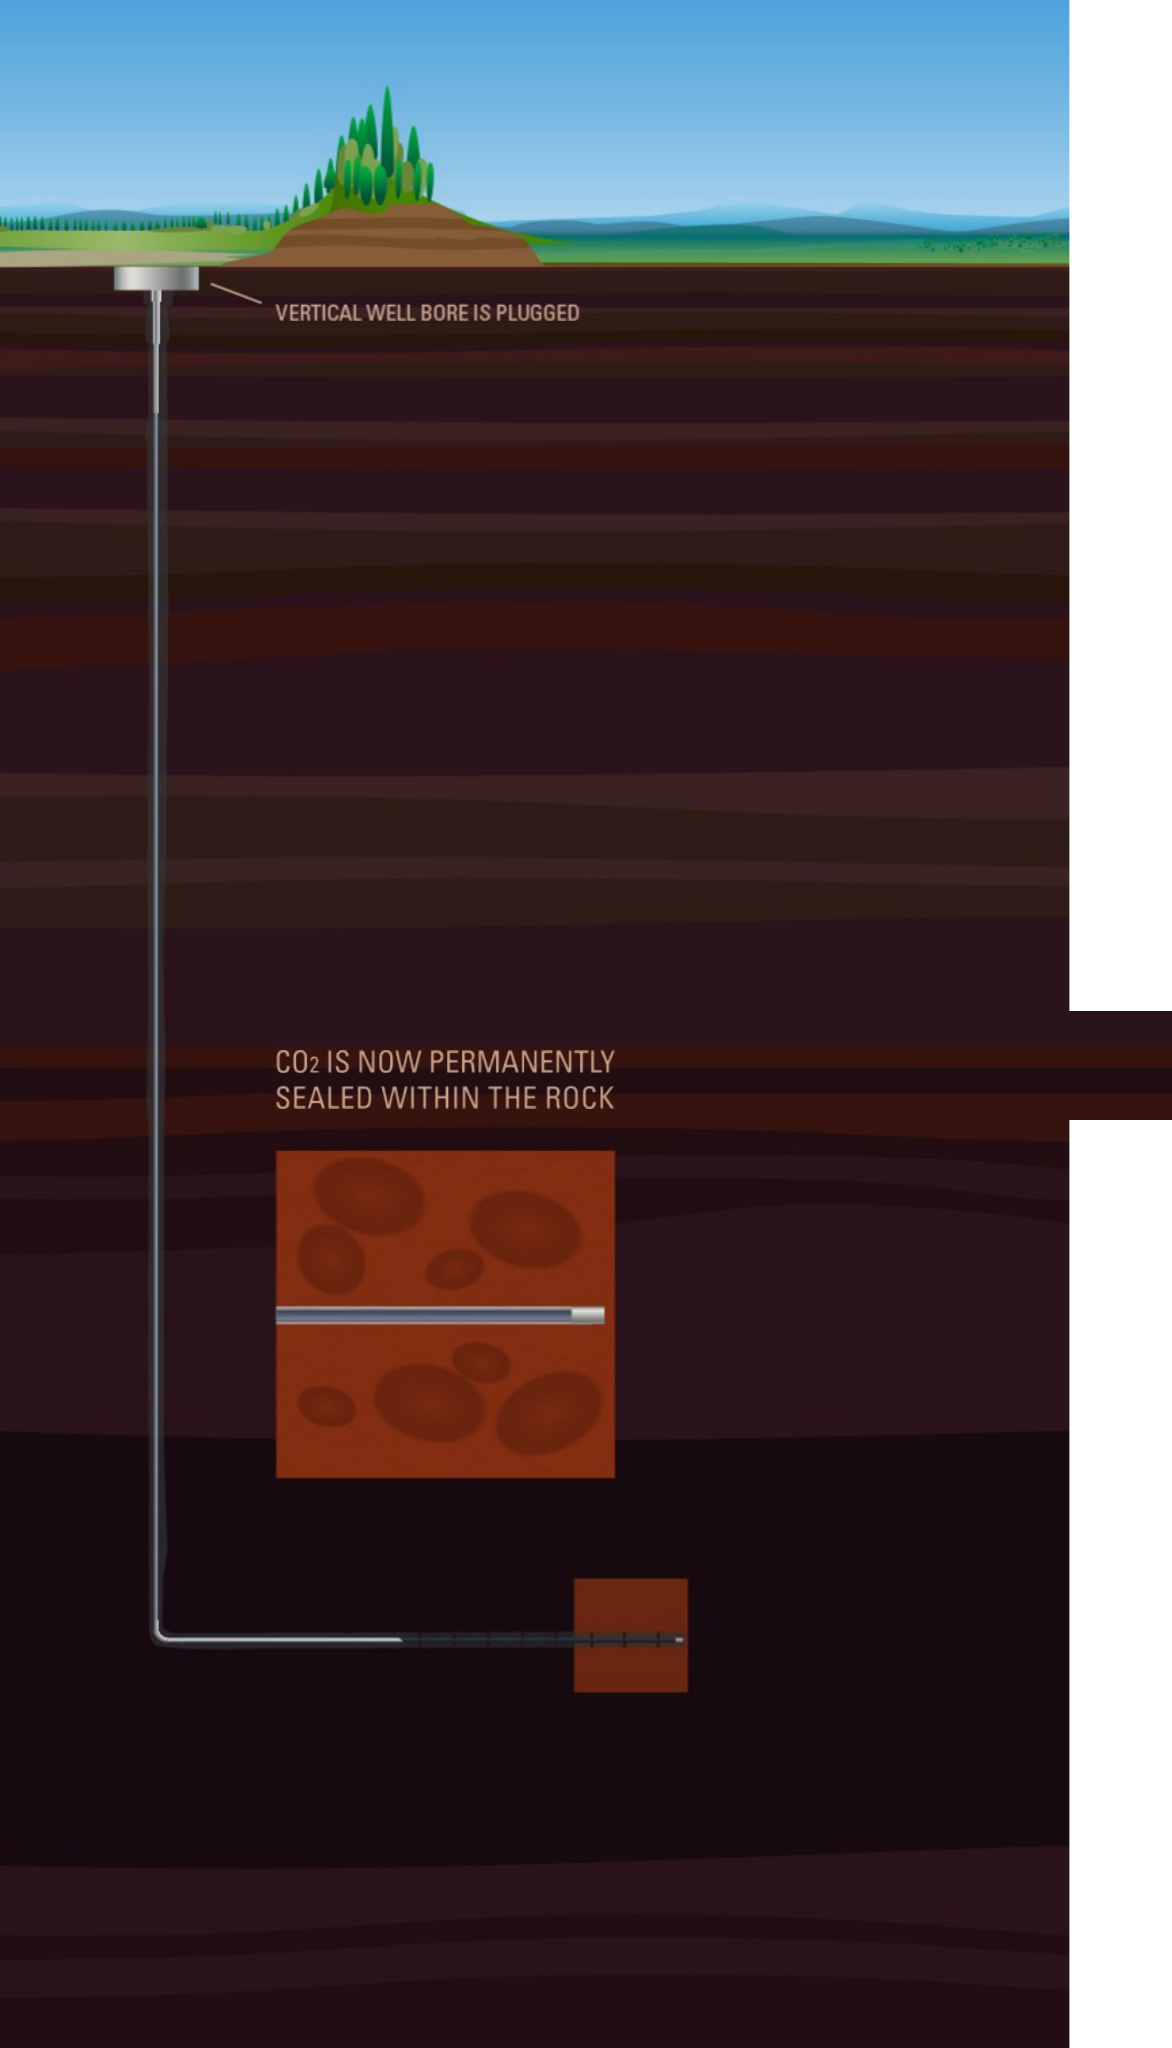 VERTICAL WELL BORE IS PLUGGED
CO2 IS NOW PERMANENTLY
SEALED WITHIN THE ROCK